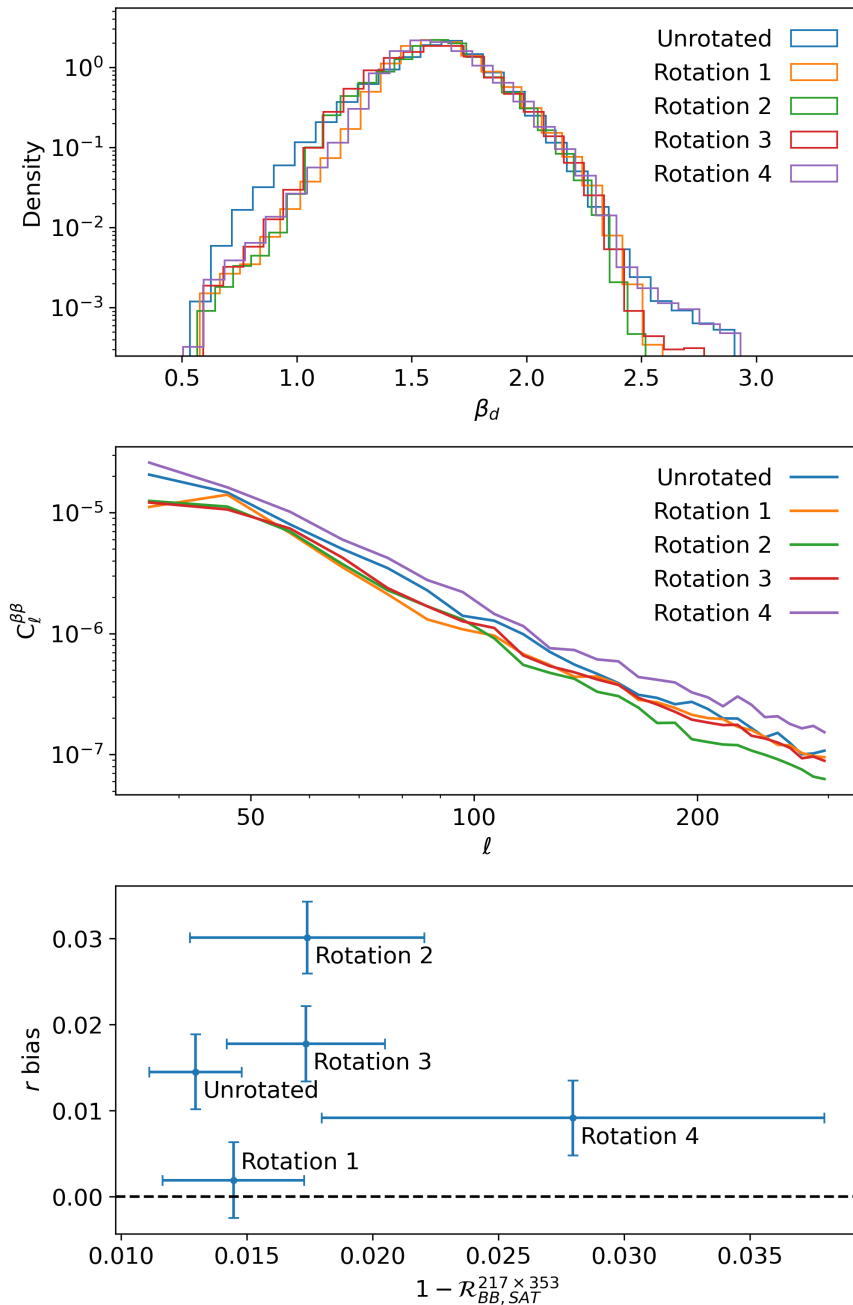 Density
10⁰
10⁻¹
10⁻²
10⁻³
Unrotated
Rotation 1
Rotation 2
Rotation 3
Rotation 4
0.5 1.0 1.5 2.0 2.5 3.0
β_d
C_ℓ^{ββ}
10⁻⁵
10⁻⁶
10⁻⁷
Unrotated
Rotation 1
Rotation 2
Rotation 3
Rotation 4
50 100 200
ℓ
r bias
0.03
0.02
0.01
0.00
Rotation 2
Rotation 3
Unrotated
Rotation 4
Rotation 1
0.010 0.015 0.020 0.025 0.030 0.035
1 − R_{BB, SAT}^{217 × 353}